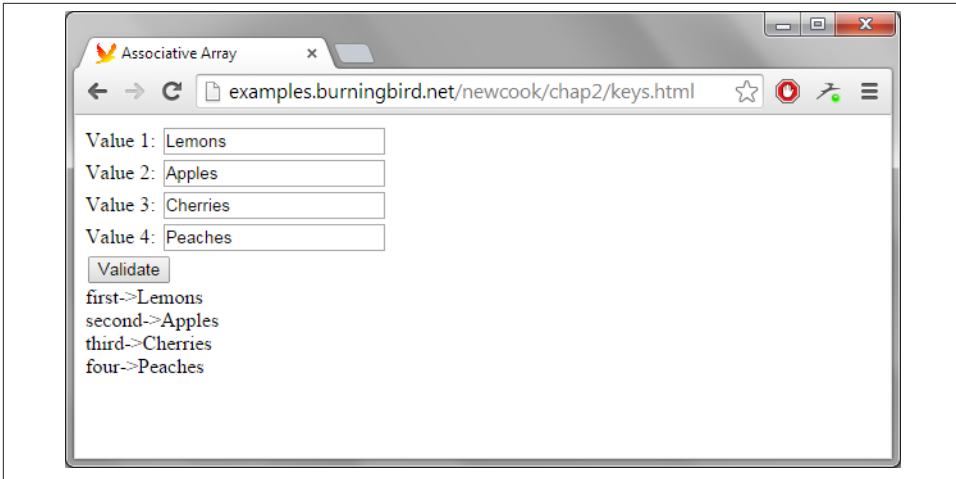 Associative Array
examples.burningbird.net/newcook/chap2/keys.html
Value 1: Lemons
Value 2: Apples
Value 3: Cherries
Value 4: Peaches
Validate
first->Lemons
second->Apples
third->Cherries
four->Peaches